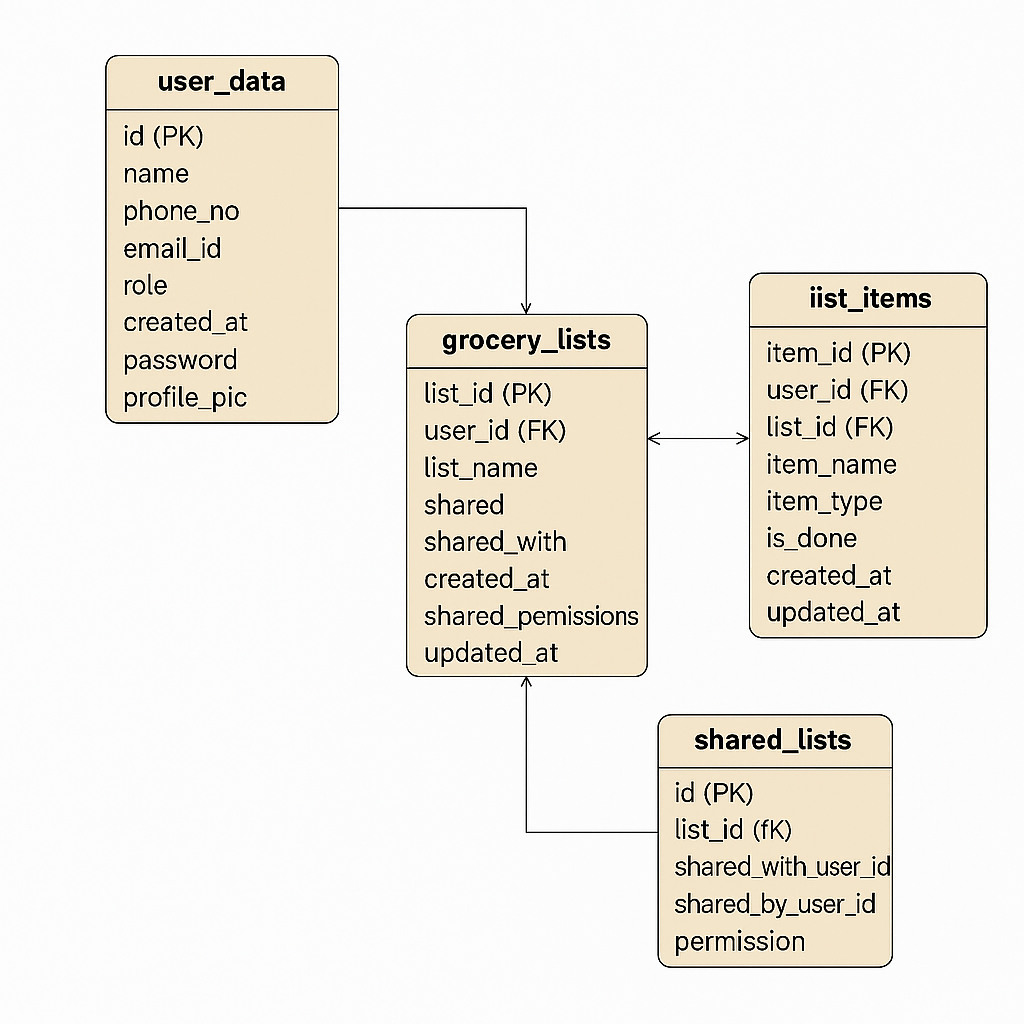 user_data
id (PK)
name
phone_no
email_id
role
created_at
password
profile_pic
grocery_lists
list_id (PK)
user_id (FK)
list_name
shared
shared_with
created_at
shared_pemissions
updated_at
iist_items
item_id (PK)
user_id (FK)
list_id (FK)
item_name
item_type
is_done
created_at
updated_at
shared_lists
id (PK)
list_id (fK)
shared_with_user_id
shared_by_user_id
permission